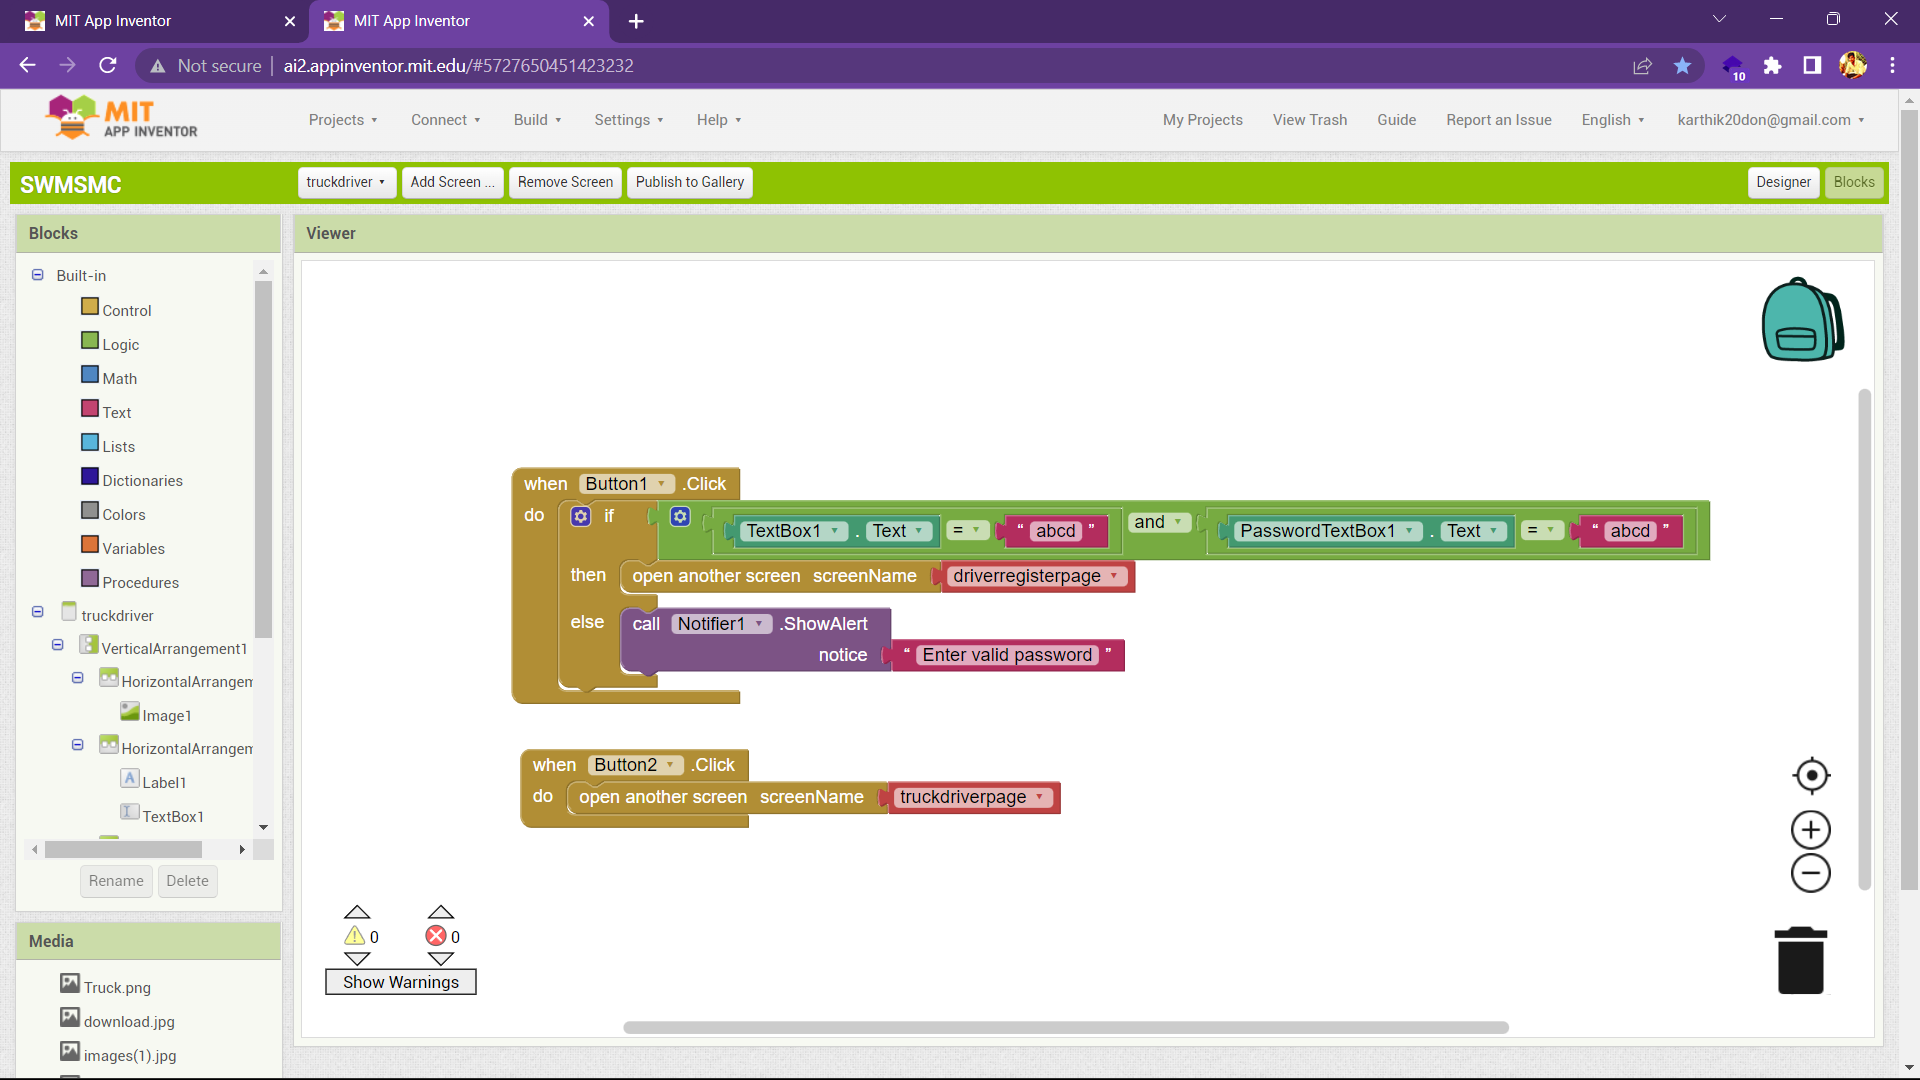 MIT App Inventor
MIT App Inventor
Not secure
ai2.appinventor.mit.edu/#5727650451423232
10
MIT
APP INVENTOR
Projects
Connect
Build
Settings
Help
My Projects
View Trash
Guide
Report an Issue
English
karthik20don@gmail.com
SWMSMC
truckdriver
Add Screen ...
Remove Screen
Publish to Gallery
Designer
Blocks
Blocks
Built-in
Control
Logic
Math
Text
Lists
Dictionaries
Colors
Variables
Procedures
truckdriver
VerticalArrangement1
HorizontalArrangem
Image1
HorizontalArrangem
Label1
TextBox1
Rename
Delete
Media
Truck.png
download.jpg
images(1).jpg
Viewer
when Button1 .Click
do if TextBox1 . Text = “ abcd ” and PasswordTextBox1 . Text = “ abcd ”
then open another screen screenName driverregisterpage
else call Notifier1 .ShowAlert
notice “ Enter valid password ”
when Button2 .Click
do open another screen screenName truckdriverpage
0
0
Show Warnings